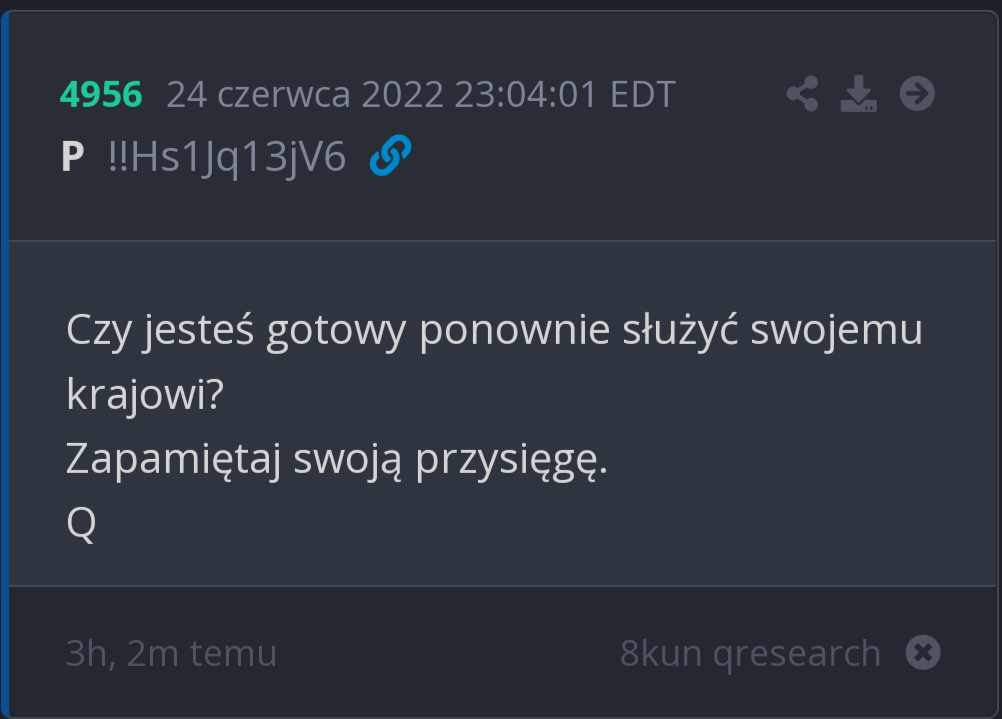 4956 24 czerwca 2022 23:04:01 EDT
P !!Hs1Jq13jV6
Czy jesteś gotowy ponownie służyć swojemu
krajowi?
Zapamiętaj swoją przysięgę.
Q
3h, 2m temu 8kun qresearch